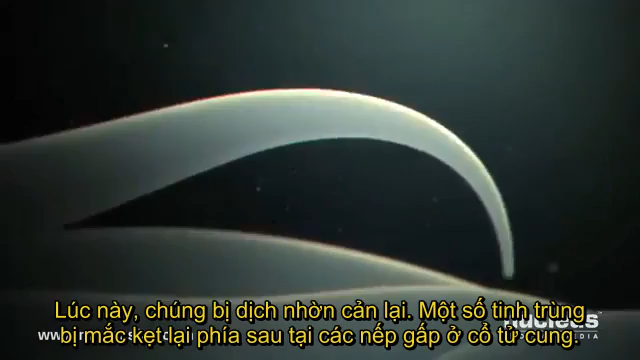 Lúc này, chúng bị dịch nhờn cản lại. Một số tinh trùng
bị mắc kẹt lại phía sau tại các nếp gấp ở cổ tử cung.